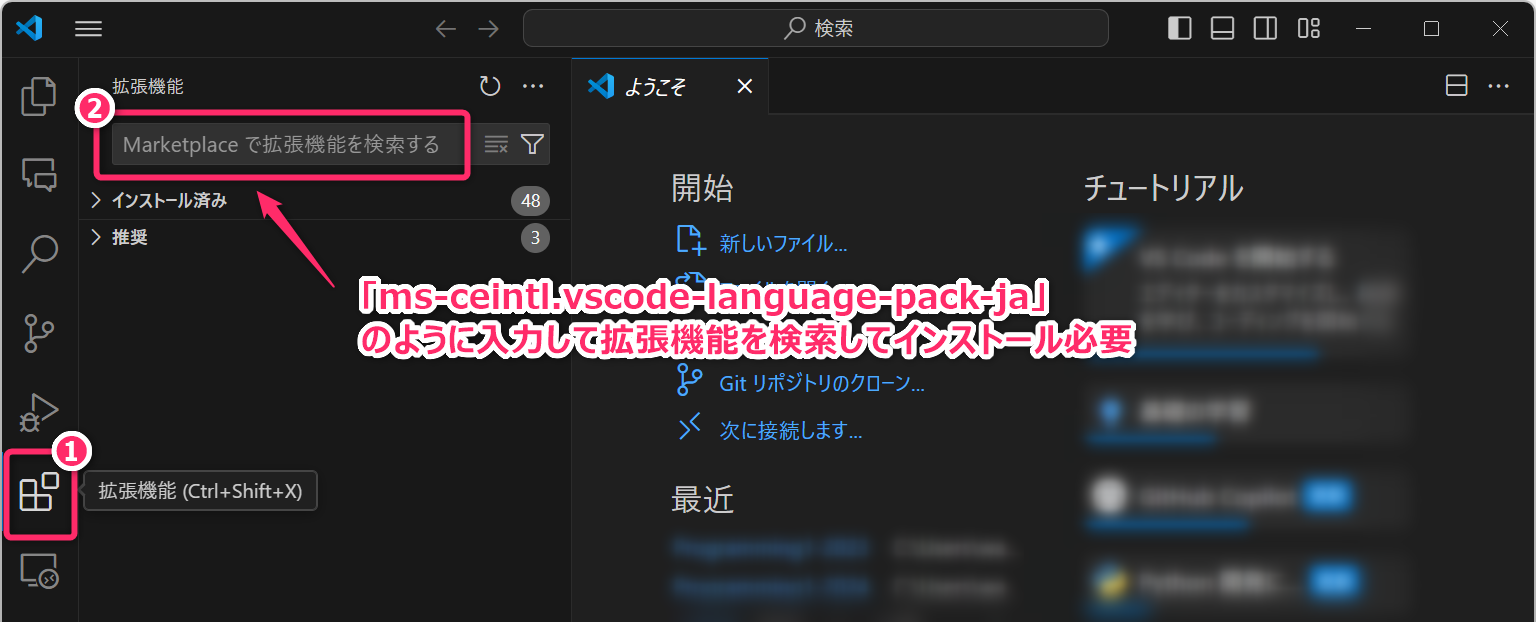 検索
拡張機能
ようこそ
2
Marketplace で拡張機能を検索する
インストール済み 48
推奨 3
開始
新しいファイル...
「ms-ceintl.vscode-language-pack-ja」
のように入力して拡張機能を検索してインストール必要
Git リポジトリのクローン...
次に接続します...
1
拡張機能 (Ctrl+Shift+X)
最近
チュートリアル